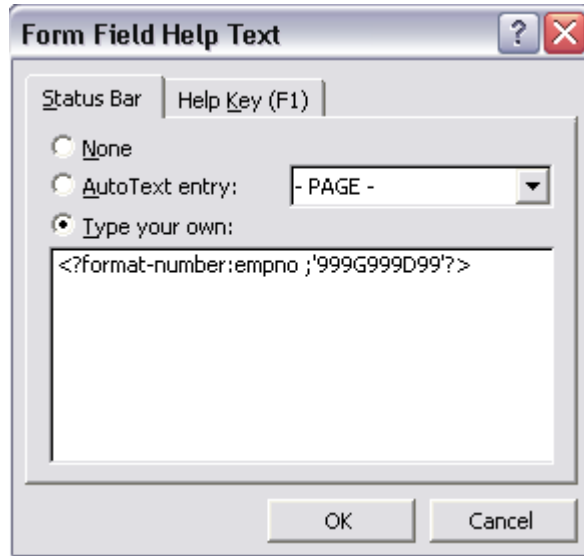 Form Field Help Text
Status Bar Help Key (F1)
None
AutoText entry: - PAGE -
Type your own:
<?format-number:empno ;'999G999D99'?>
OK Cancel